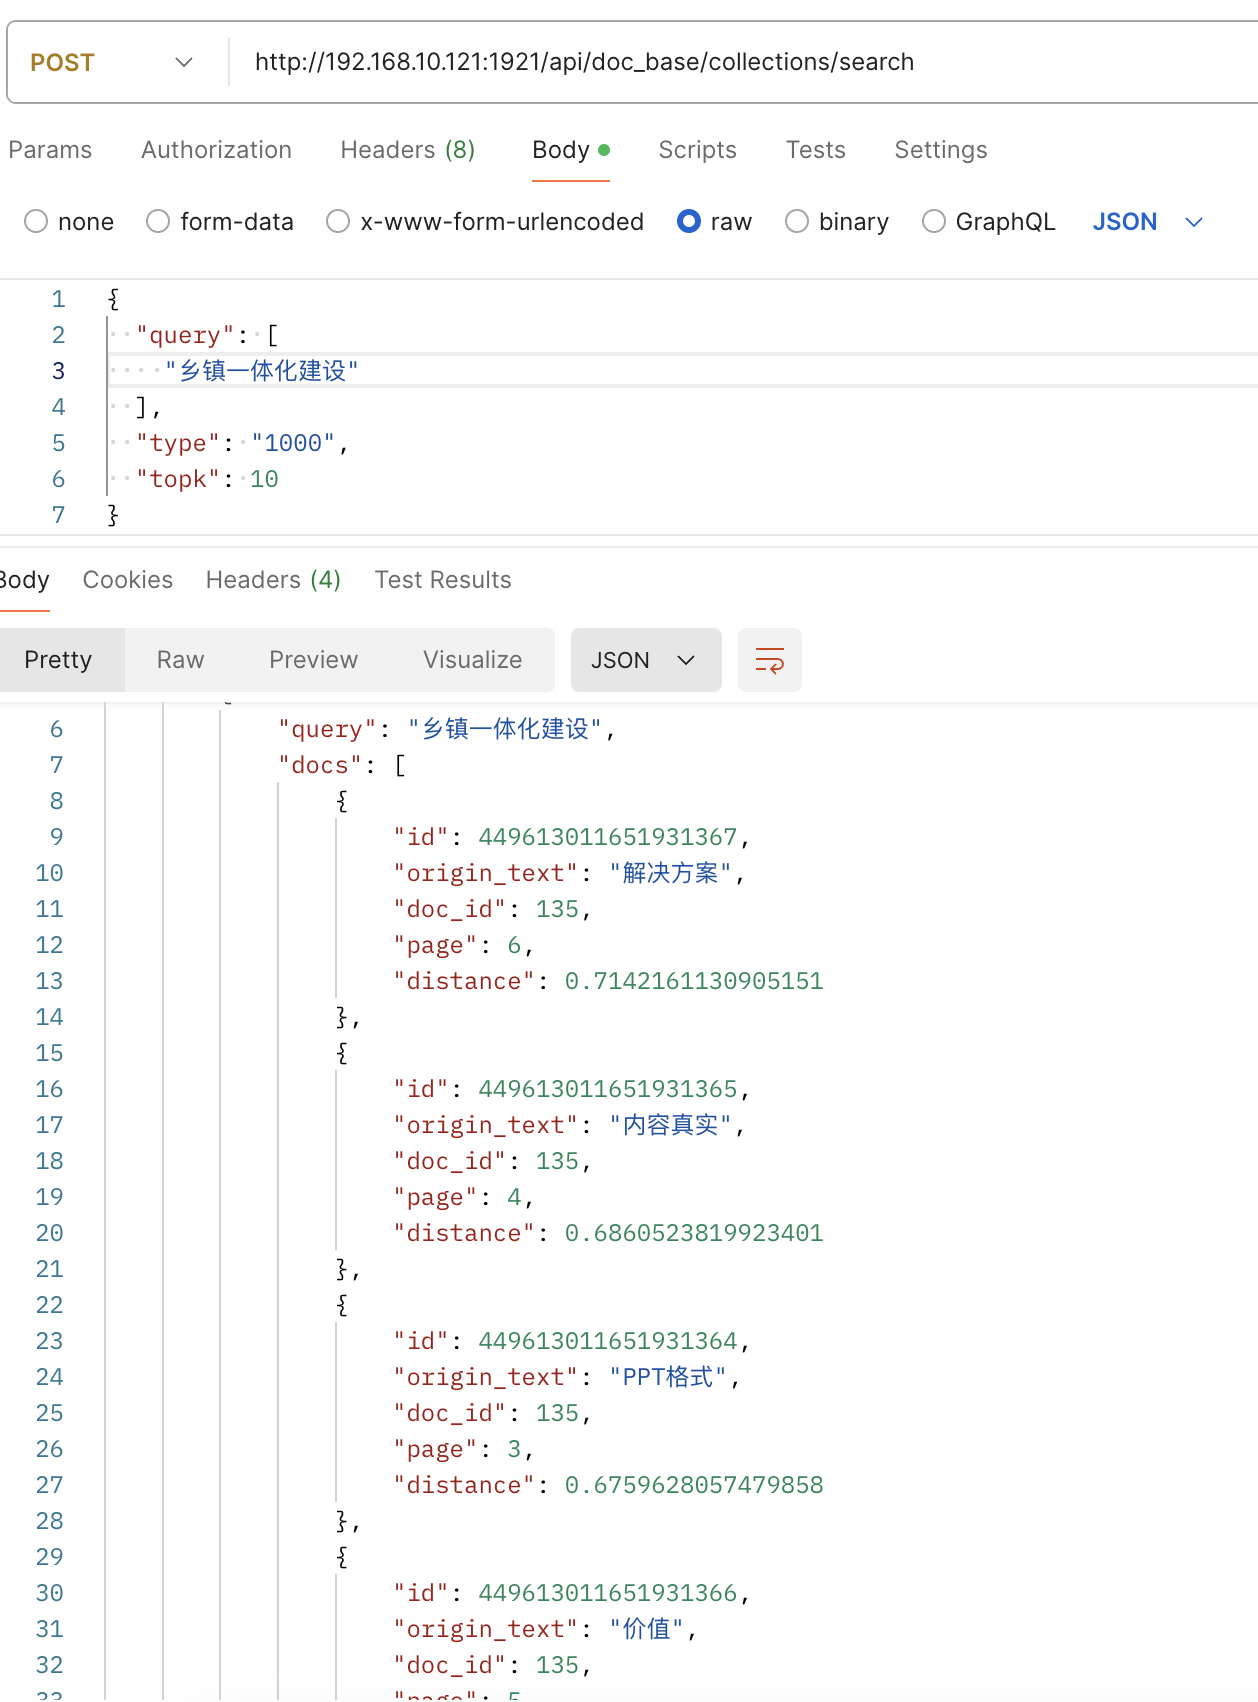 POST http://192.168.10.121:1921/api/doc_base/collections/search
Params Authorization Headers (8) Body Scripts Tests Settings
none form-data x-www-form-urlencoded raw binary GraphQL JSON
1 {
2 "query": [
3 "乡镇一体化建设"
4 ],
5 "type": "1000",
6 "topk": 10
7 }
Body Cookies Headers (4) Test Results
Pretty Raw Preview Visualize JSON
6 "query": "乡镇一体化建设",
7 "docs": [
8 {
9 "id": 449613011651931367,
10 "origin_text": "解决方案",
11 "doc_id": 135,
12 "page": 6,
13 "distance": 0.7142161130905151
14 },
15 {
16 "id": 449613011651931365,
17 "origin_text": "内容真实",
18 "doc_id": 135,
19 "page": 4,
20 "distance": 0.6860523819923401
21 },
22 {
23 "id": 449613011651931364,
24 "origin_text": "PPT格式",
25 "doc_id": 135,
26 "page": 3,
27 "distance": 0.6759628057479858
28 },
29 {
30 "id": 449613011651931366,
31 "origin_text": "价值",
32 "doc_id": 135,
33 "page": 5